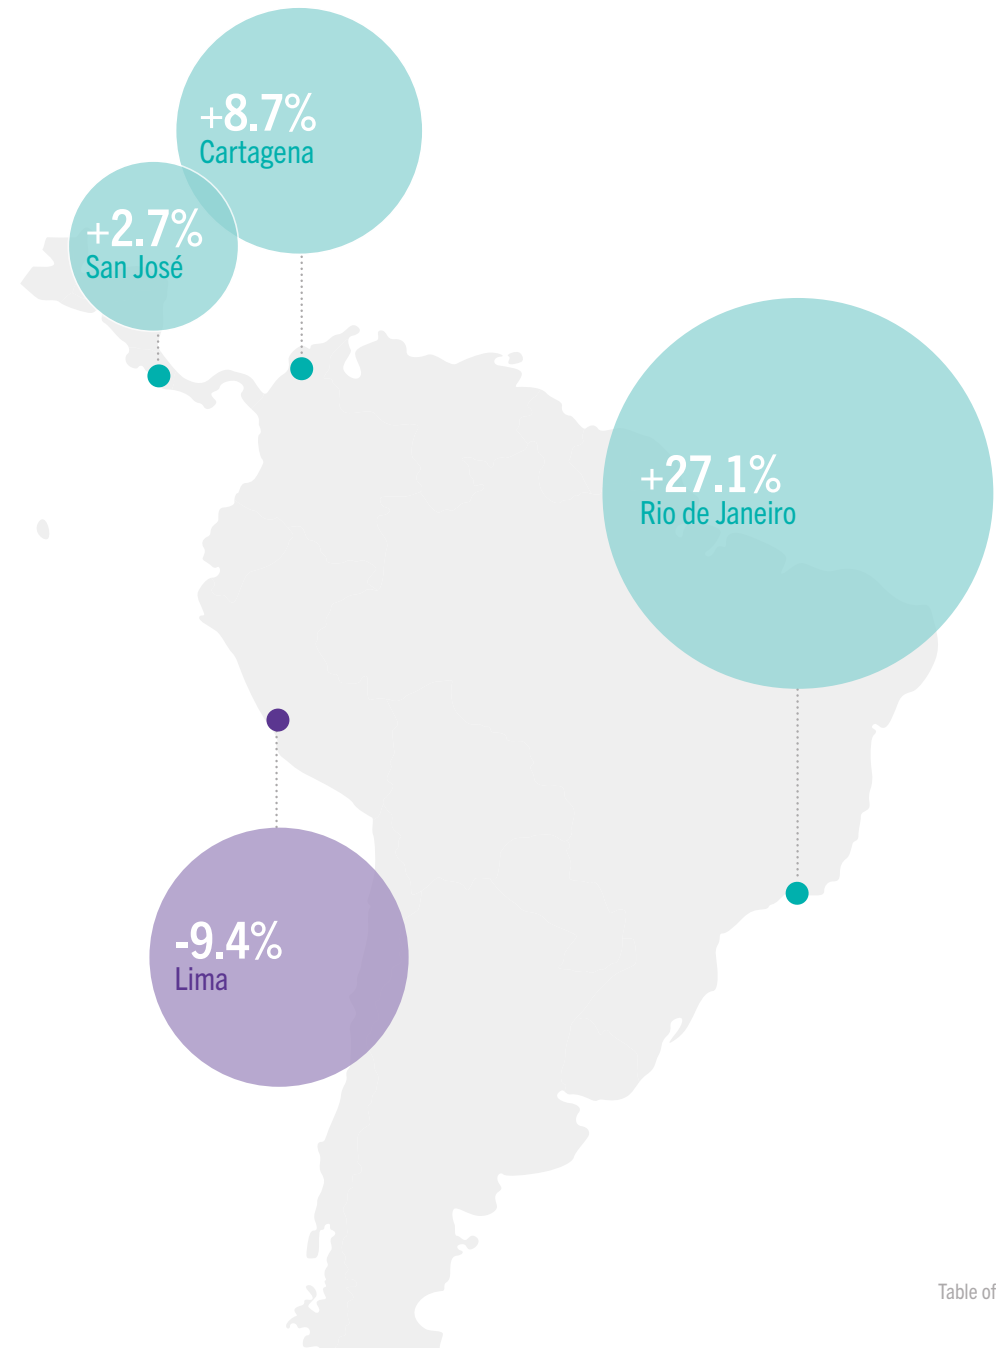 +8.7%
Cartagena
+2.7%
San José
+27.1%
Rio de Janeiro
-9.4%
Lima
Table of